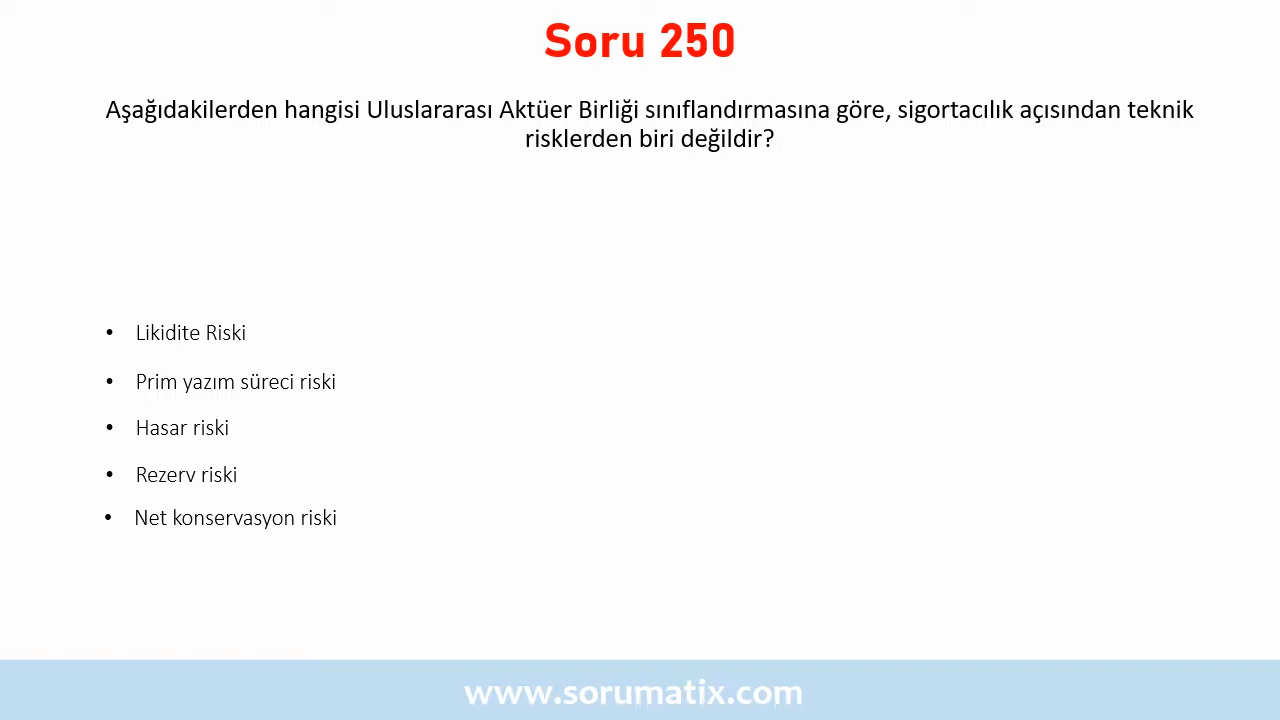 Soru 250
Aşağıdakilerden hangisi Uluslararası Aktüer Birliği sınıflandırmasına göre, sigortacılık açısından teknik
risklerden biri değildir?
• Likidite Riski
• Prim yazım süreci riski
• Hasar riski
• Rezerv riski
• Net konservasyon riski
www.sorumatix.com